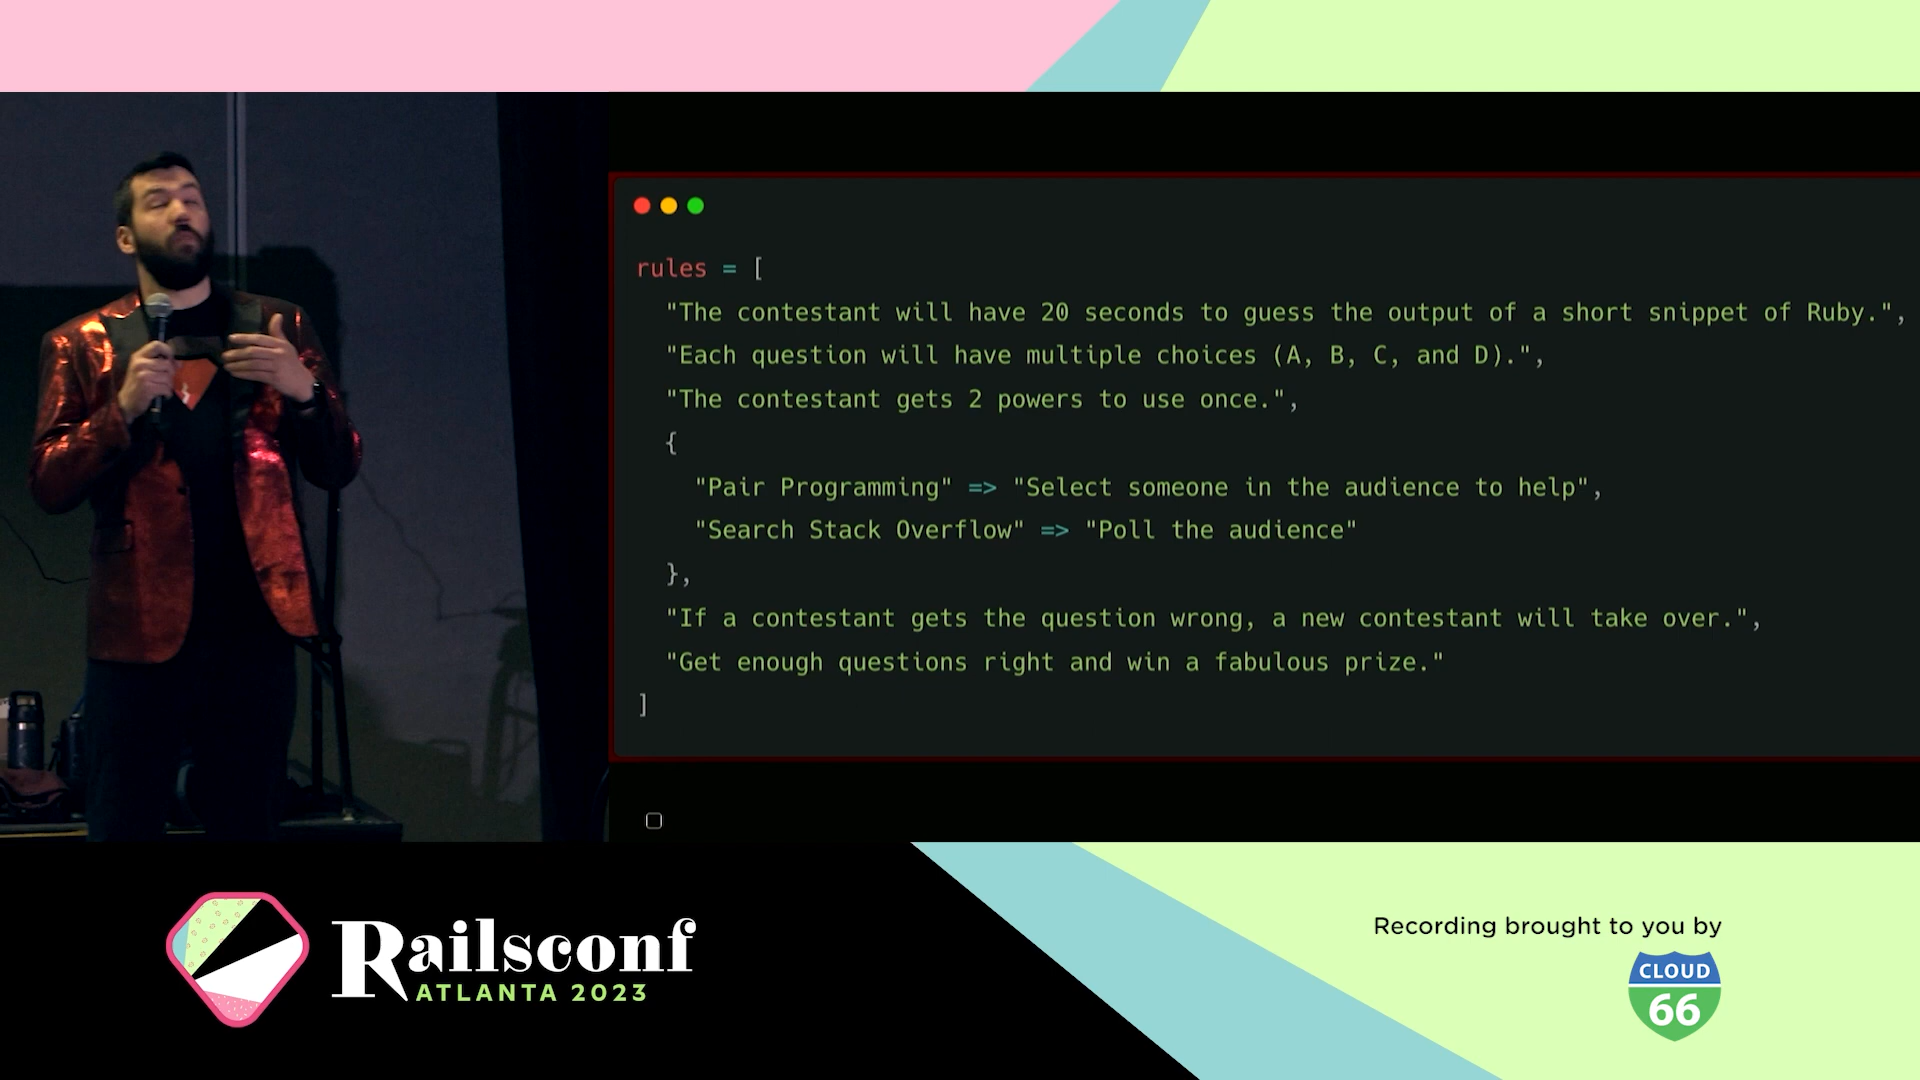 rules = [
"The contestant will have 20 seconds to guess the output of a short snippet of Ruby.",
"Each question will have multiple choices (A, B, C, and D).",
"The contestant gets 2 powers to use once.",
{
"Pair Programming" => "Select someone in the audience to help",
"Search Stack Overflow" => "Poll the audience"
},
"If a contestant gets the question wrong, a new contestant will take over.",
"Get enough questions right and win a fabulous prize."
]
Railsconf
ATLANTA 2023
Recording brought to you by
CLOUD
66